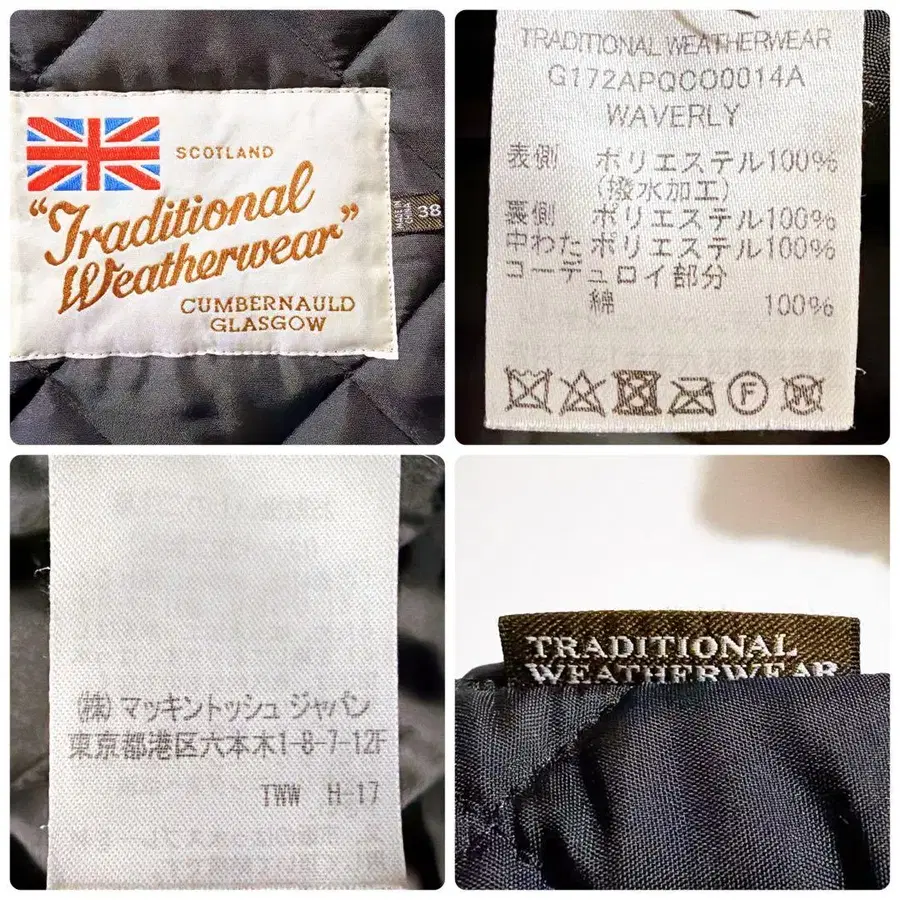 SCOTLAND
"Traditional
Weatherwear"
MADE IN
CHINA
38
CUMBERNAULD
GLASGOW
TRADITIONAL WEATHERWEAR
G172APQCO0014A
WAVERLY
表側 ポリエステル100%
(撥水加工)
裏側 ポリエステル100%
中わた ポリエステル100%
コーデュロイ部分
綿 100%
F
W
(株)マッキントッシュ ジャパン
東京都港区六本木1-8-7-12F
TWW H-17
TRADITIONAL
WEATHERWEAR